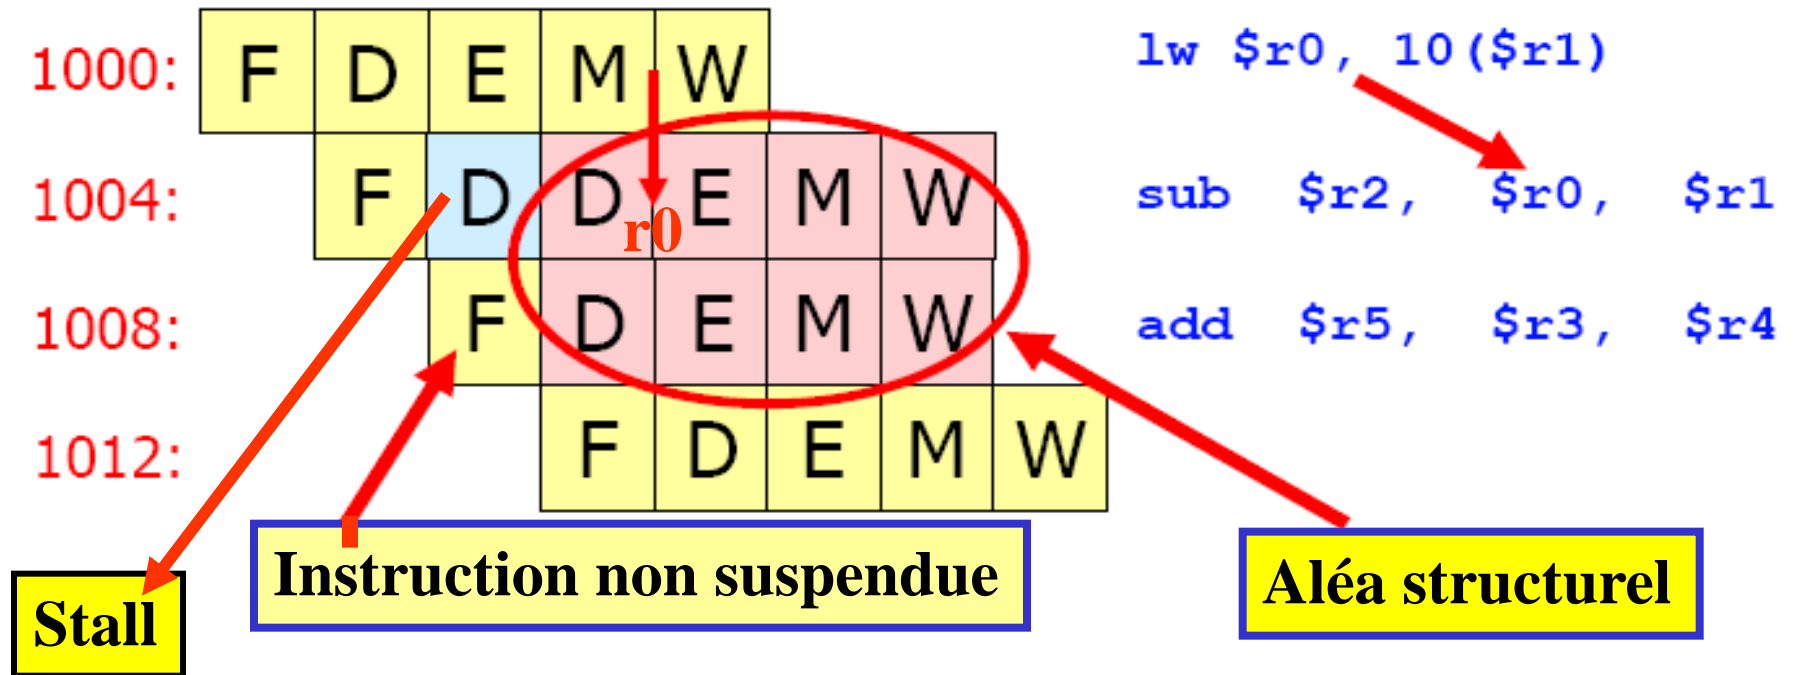 1000: F D E M W lw $r0, 10($r1)
1004: F D D E M W sub $r2, $r0, $r1
r0
1008: F D E M W add $r5, $r3, $r4
1012: F D E M W
Instruction non suspendue
Aléa structurel
Stall